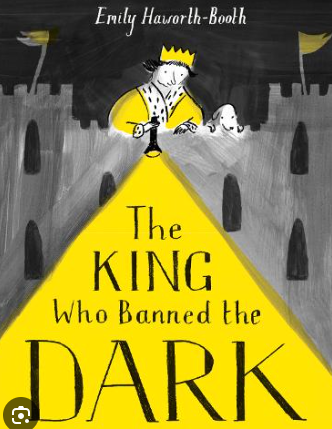 Emily Haworth-Booth
The
KING
Who Banned the
DARK